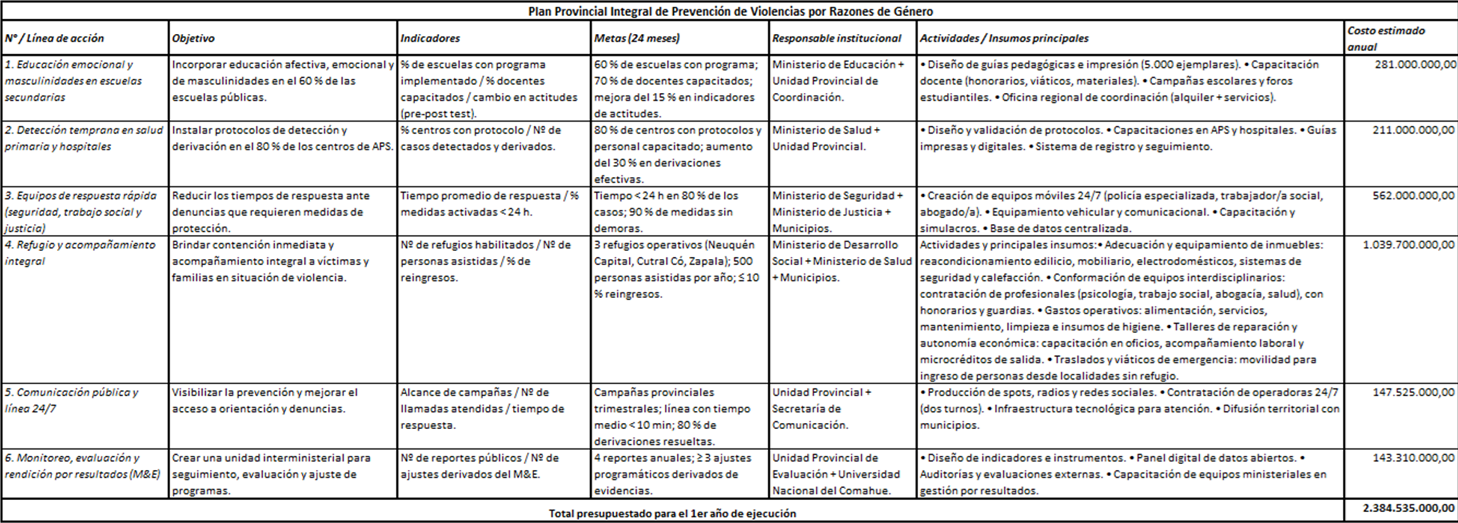 Plan Provincial Integral de Prevención de Violencias por Razones de Género
N° / Línea de acción
Objetivo
Indicadores
Metas (24 meses)
Responsable institucional
Actividades / Insumos principales
Costo estimado
anual
1. Educación emocional y
masculinidades en escuelas
secundarias
Incorporar educación afectiva, emocional y
de masculinidades en el 60 % de las
escuelas públicas.
% de escuelas con programa
implementado / % docentes
capacitados / cambio en actitudes
(pre-post test).
60 % de escuelas con programa;
70 % de docentes capacitados;
mejora del 15 % en indicadores
de actitudes.
Ministerio de Educación +
Unidad Provincial de
Coordinación.
• Diseño de guías pedagógicas e impresión (5.000 ejemplares). • Capacitación
docente (honorarios, viáticos, materiales). • Campañas escolares y foros
estudiantiles. • Oficina regional de coordinación (alquiler + servicios).
281.000.000,00
2. Detección temprana en salud
primaria y hospitales
Instalar protocolos de detección y
derivación en el 80 % de los centros de APS.
% centros con protocolo / Nº de
casos detectados y derivados.
80 % de centros con protocolos y
personal capacitado; aumento
del 30 % en derivaciones
efectivas.
Ministerio de Salud +
Unidad Provincial.
• Diseño y validación de protocolos. • Capacitaciones en APS y hospitales. • Guías
impresas y digitales. • Sistema de registro y seguimiento.
211.000.000,00
3. Equipos de respuesta rápida
(seguridad, trabajo social y
justicia)
Reducir los tiempos de respuesta ante
denuncias que requieren medidas de
protección.
Tiempo promedio de respuesta / %
medidas activadas < 24 h.
Tiempo < 24 h en 80 % de los
casos; 90 % de medidas sin
demoras.
Ministerio de Seguridad +
Ministerio de Justicia +
Municipios.
• Creación de equipos móviles 24/7 (policía especializada, trabajador/a social,
abogado/a). • Equipamiento vehicular y comunicacional. • Capacitación y
simulacros. • Base de datos centralizada.
562.000.000,00
4. Refugio y acompañamiento
integral
Brindar contención inmediata y
acompañamiento integral a víctimas y
familias en situación de violencia.
Nº de refugios habilitados / Nº de
personas asistidas / % de
reingresos.
3 refugios operativos (Neuquén
Capital, Cutral Có, Zapala); 500
personas asistidas por año; ≤ 10
% reingresos.
Ministerio de Desarrollo
Social + Ministerio de Salud
+ Municipios.
Actividades y principales insumos:• Adecuación y equipamiento de inmuebles:
reacondicionamiento edilicio, mobiliario, electrodomésticos, sistemas de
seguridad y calefacción. • Conformación de equipos interdisciplinarios:
contratación de profesionales (psicología, trabajo social, abogacía, salud), con
honorarios y guardias. • Gastos operativos: alimentación, servicios,
mantenimiento, limpieza e insumos de higiene. • Talleres de reparación y
autonomía económica: capacitación en oficios, acompañamiento laboral y
microcréditos de salida. • Traslados y viáticos de emergencia: movilidad para
ingreso de personas desde localidades sin refugio.
1.039.700.000,00
5. Comunicación pública y
línea 24/7
Visibilizar la prevención y mejorar el
acceso a orientación y denuncias.
Alcance de campañas / Nº de
llamadas atendidas / tiempo de
respuesta.
Campañas provinciales
trimestrales; línea con tiempo
medio < 10 min; 80 % de
derivaciones resueltas.
Unidad Provincial +
Secretaría de
Comunicación.
• Producción de spots, radios y redes sociales. • Contratación de operadoras 24/7
(dos turnos). • Infraestructura tecnológica para atención. • Difusión territorial con
municipios.
147.525.000,00
6. Monitoreo, evaluación y
rendición por resultados (M&E)
Crear una unidad interministerial para
seguimiento, evaluación y ajuste de
programas.
Nº de reportes públicos / Nº de
ajustes derivados del M&E.
4 reportes anuales; ≥ 3 ajustes
programáticos derivados de
evidencias.
Unidad Provincial de
Evaluación + Universidad
Nacional del Comahue.
• Diseño de indicadores e instrumentos. • Panel digital de datos abiertos. •
Auditorías y evaluaciones externas. • Capacitación de equipos ministeriales en
gestión por resultados.
143.310.000,00
Total presupuestado para el 1er año de ejecución
2.384.535.000,00